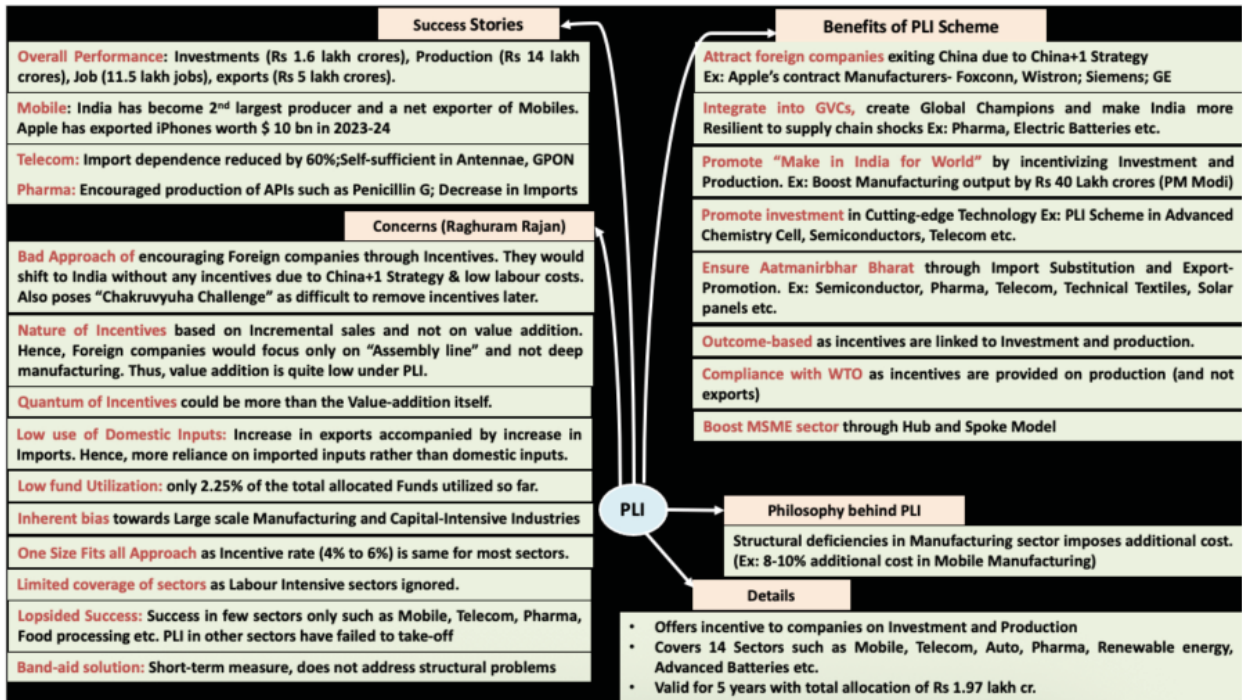 Success Stories
Overall Performance: Investments (Rs 1.6 lakh crores), Production (Rs 14 lakh
crores), Job (11.5 lakh jobs), exports (Rs 5 lakh crores).
Mobile: India has become 2nd largest producer and a net exporter of Mobiles.
Apple has exported iPhones worth $ 10 bn in 2023-24
Telecom: Import dependence reduced by 60%;Self-sufficient in Antennae, GPON
Pharma: Encouraged production of APIs such as Penicillin G; Decrease in Imports
Concerns (Raghuram Rajan)
Bad Approach of encouraging Foreign companies through Incentives. They would
shift to India without any incentives due to China+1 Strategy & low labour costs.
Also poses “Chakruvyuha Challenge” as difficult to remove incentives later.
Nature of Incentives based on Incremental sales and not on value addition.
Hence, Foreign companies would focus only on “Assembly line” and not deep
manufacturing. Thus, value addition is quite low under PLI.
Quantum of Incentives could be more than the Value-addition itself.
Low use of Domestic Inputs: Increase in exports accompanied by increase in
Imports. Hence, more reliance on imported inputs rather than domestic inputs.
Low fund Utilization: only 2.25% of the total allocated Funds utilized so far.
Inherent bias towards Large scale Manufacturing and Capital-Intensive Industries
One Size Fits all Approach as Incentive rate (4% to 6%) is same for most sectors.
Limited coverage of sectors as Labour Intensive sectors ignored.
Lopsided Success: Success in few sectors only such as Mobile, Telecom, Pharma,
Food processing etc. PLI in other sectors have failed to take-off
Band-aid solution: Short-term measure, does not address structural problems
Benefits of PLI Scheme
Attract foreign companies exiting China due to China+1 Strategy
Ex: Apple’s contract Manufacturers- Foxconn, Wistron; Siemens; GE
Integrate into GVCs, create Global Champions and make India more
Resilient to supply chain shocks Ex: Pharma, Electric Batteries etc.
Promote “Make in India for World” by incentivizing Investment and
Production. Ex: Boost Manufacturing output by Rs 40 Lakh crores (PM Modi)
Promote investment in Cutting-edge Technology Ex: PLI Scheme in Advanced
Chemistry Cell, Semiconductors, Telecom etc.
Ensure Aatmanirbhar Bharat through Import Substitution and Export-
Promotion. Ex: Semiconductor, Pharma, Telecom, Technical Textiles, Solar
panels etc.
Outcome-based as incentives are linked to Investment and production.
Compliance with WTO as incentives are provided on production (and not
exports)
Boost MSME sector through Hub and Spoke Model
PLI
Philosophy behind PLI
Structural deficiencies in Manufacturing sector imposes additional cost.
(Ex: 8-10% additional cost in Mobile Manufacturing)
Details
• Offers incentive to companies on Investment and Production
• Covers 14 Sectors such as Mobile, Telecom, Auto, Pharma, Renewable energy,
Advanced Batteries etc.
• Valid for 5 years with total allocation of Rs 1.97 lakh cr.